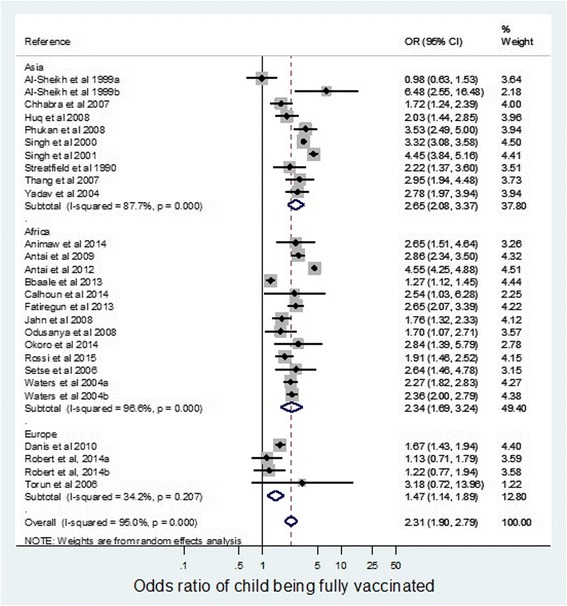 Reference OR (95% CI) % Weight
Asia
Al-Sheikh et al 1999a 0.98 (0.63, 1.53) 3.64
Al-Sheikh et al 1999b 6.48 (2.55, 16.48) 2.18
Chhabra et al 2007 1.72 (1.24, 2.39) 4.00
Huq et al 2008 2.03 (1.44, 2.85) 3.96
Phukan et al 2008 3.53 (2.49, 5.00) 3.94
Singh et al 2000 3.32 (3.08, 3.58) 4.50
Singh et al 2001 4.45 (3.84, 5.16) 4.41
Streatfield et al 1990 2.22 (1.37, 3.60) 3.51
Thang et al 2007 2.95 (1.94, 4.48) 3.73
Yadav et al 2004 2.78 (1.97, 3.94) 3.94
Subtotal (I-squared = 87.7%, p = 0.000) 2.65 (2.08, 3.37) 37.80
.
Africa
Animaw et al 2014 2.65 (1.51, 4.64) 3.26
Antai et al 2009 2.86 (2.34, 3.50) 4.32
Antai et al 2012 4.55 (4.25, 4.88) 4.51
Bbaale et al 2013 1.27 (1.12, 1.45) 4.44
Calhoun et al 2014 2.54 (1.03, 6.28) 2.25
Fatiregun et al 2013 2.65 (2.07, 3.39) 4.22
Jahn et al 2008 1.76 (1.32, 2.33) 4.12
Odusanya et al 2008 1.70 (1.07, 2.71) 3.57
Okoro et al 2014 2.84 (1.39, 5.79) 2.78
Rossi et al 2015 1.91 (1.46, 2.52) 4.15
Setse et al 2006 2.64 (1.46, 4.78) 3.15
Waters et al 2004a 2.27 (1.82, 2.83) 4.27
Waters et al 2004b 2.36 (2.00, 2.79) 4.38
Subtotal (I-squared = 96.6%, p = 0.000) 2.34 (1.69, 3.24) 49.40
.
Europe
Danis et al 2010 1.67 (1.43, 1.94) 4.40
Robert et al, 2014a 1.13 (0.71, 1.79) 3.59
Robert et al, 2014b 1.22 (0.77, 1.94) 3.58
Torun et al 2006 3.18 (0.72, 13.96) 1.22
Subtotal (I-squared = 34.2%, p = 0.207) 1.47 (1.14, 1.89) 12.80
.
Overall (I-squared = 95.0%, p = 0.000) 2.31 (1.90, 2.79) 100.00
NOTE: Weights are from random effects analysis
.1 .5 1 5 10 25 50
Odds ratio of child being fully vaccinated